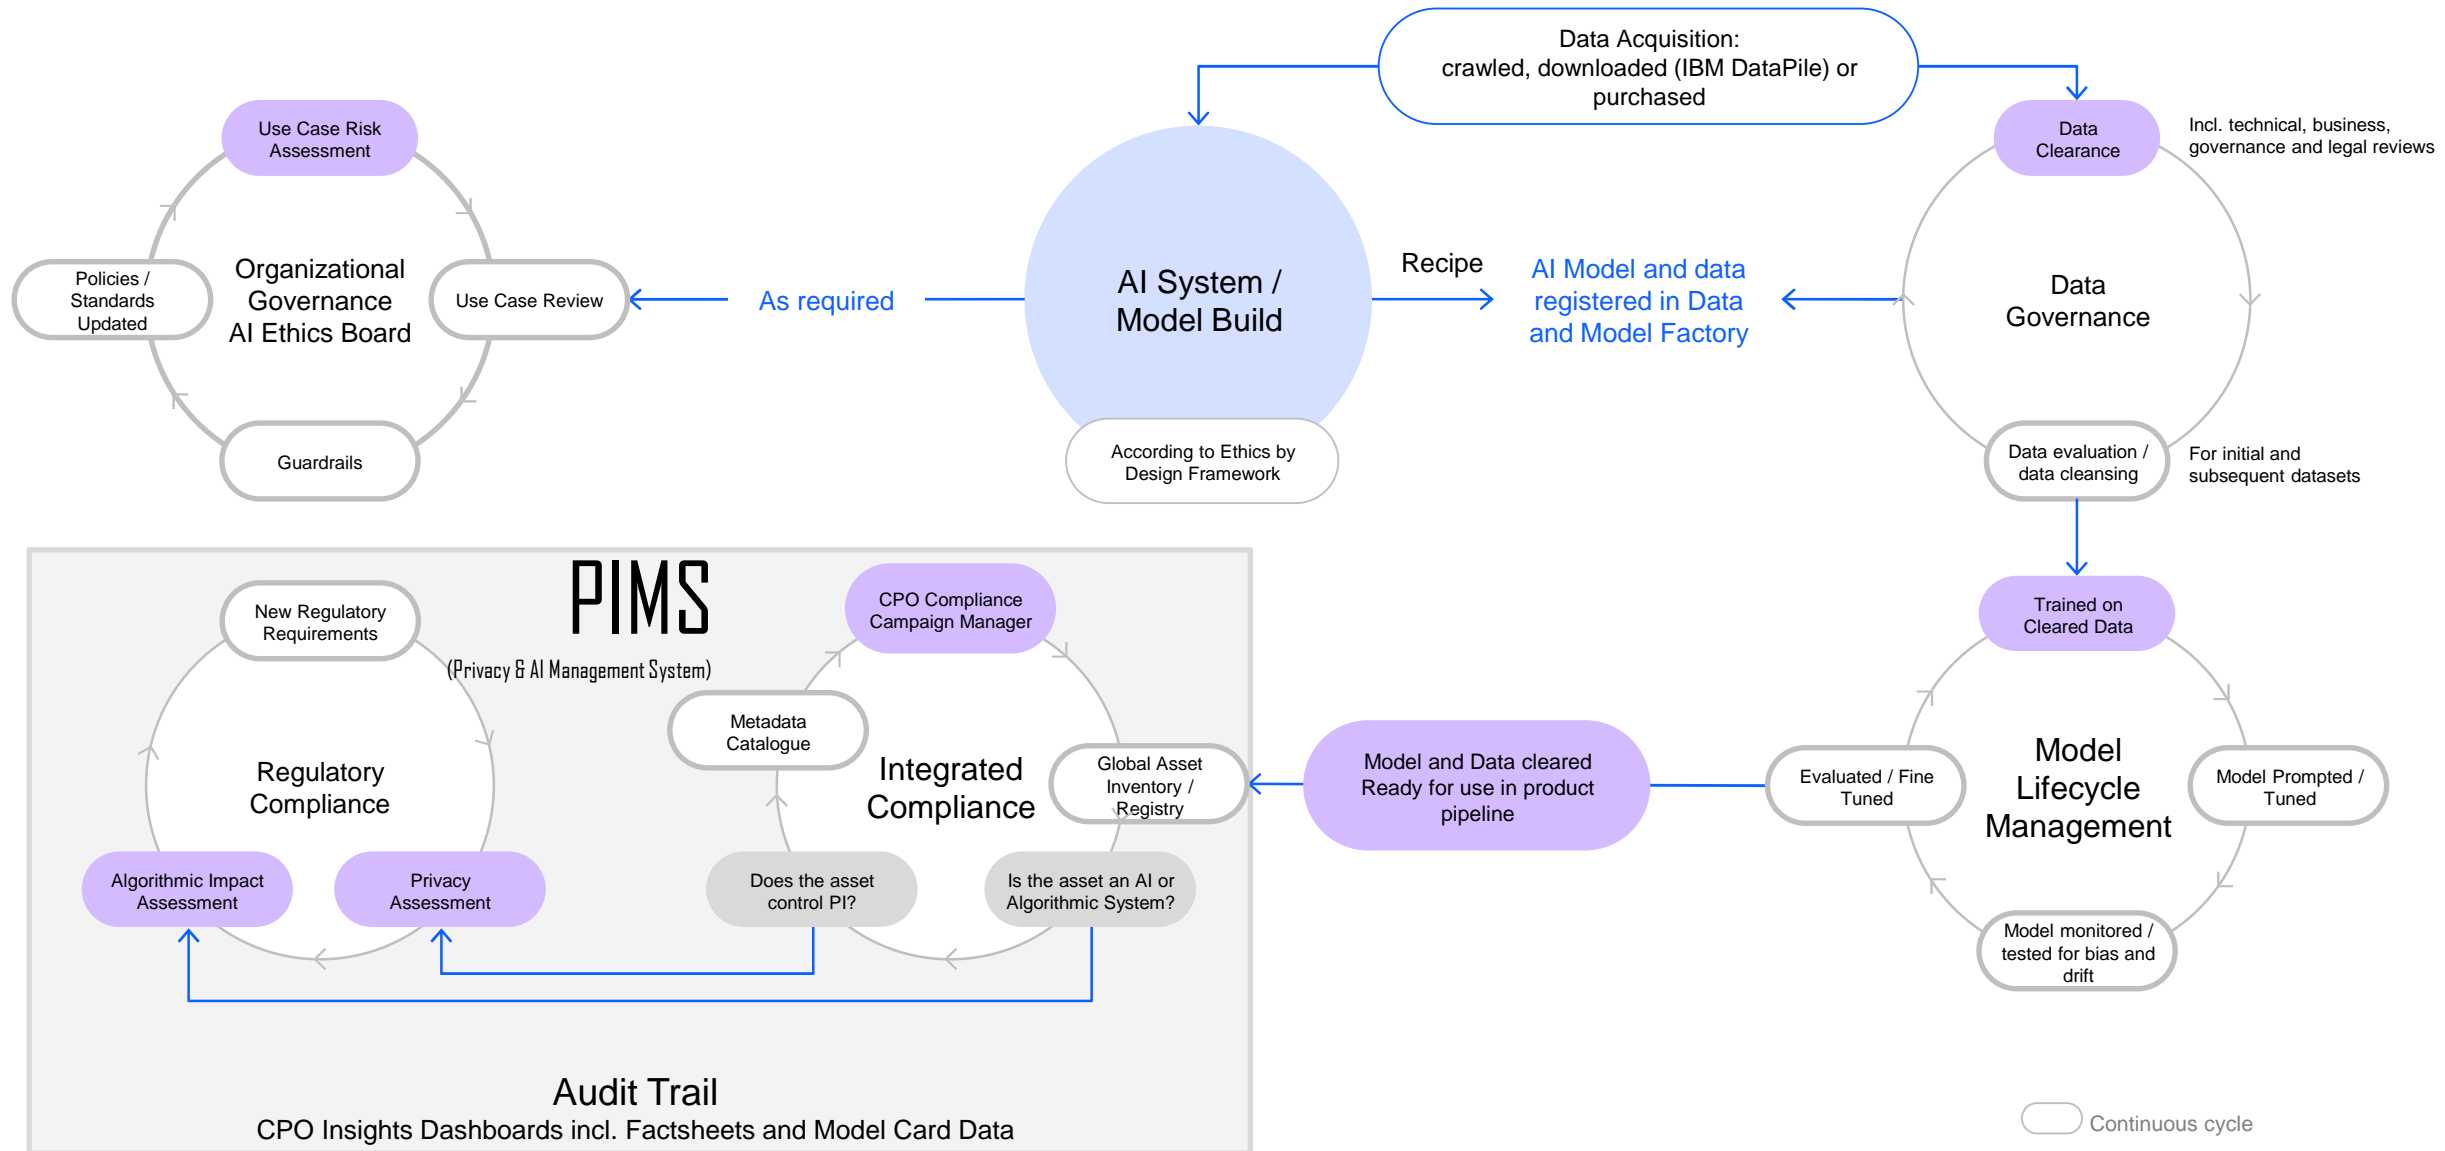 Data Acquisition:
crawled, downloaded (IBM DataPile) or
purchased
Use Case Risk
Assessment
Policies /
Standards
Updated
Organizational
Governance
AI Ethics Board
Use Case Review
Guardrails
As required
AI System /
Model Build
According to Ethics by
Design Framework
Recipe
AI Model and data
registered in Data
and Model Factory
Data
Clearance
Incl. technical, business,
governance and legal reviews
Data
Governance
Data evaluation /
data cleansing
For initial and
subsequent datasets
PIMS
(Privacy & AI Management System)
New Regulatory
Requirements
Regulatory
Compliance
Algorithmic Impact
Assessment
Privacy
Assessment
CPO Compliance
Campaign Manager
Metadata
Catalogue
Integrated
Compliance
Global Asset
Inventory /
Registry
Does the asset
control PI?
Is the asset an AI or
Algorithmic System?
Model and Data cleared
Ready for use in product
pipeline
Trained on
Cleared Data
Evaluated / Fine
Tuned
Model
Lifecycle
Management
Model Prompted /
Tuned
Model monitored /
tested for bias and
drift
Audit Trail
CPO Insights Dashboards incl. Factsheets and Model Card Data
Continuous cycle